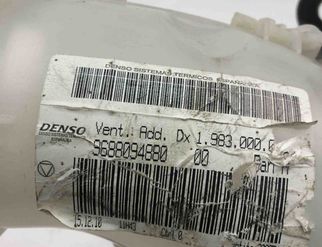 DENSO SISTEMAS TERMICOS ESPAÑA S.A.
DENSO Vent. Add. Dx 1.983.000.0
9688094880 00
15.12.10